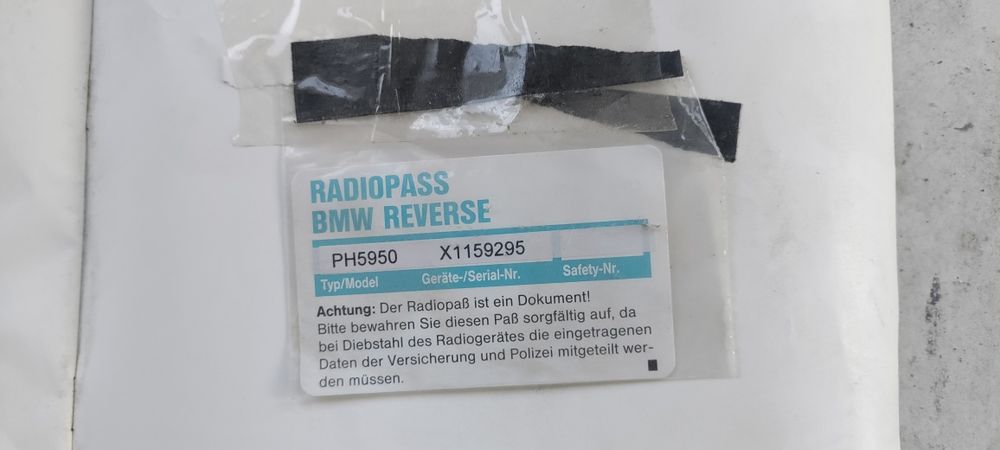 RADIOPASS
BMW REVERSE
PH5950 X1159295
Typ/Model Geräte-/Serial-Nr. Safety-Nr.
Achtung: Der Radiopaß ist ein Dokument!
Bitte bewahren Sie diesen Paß sorgfältig auf, da
bei Diebstahl des Radiogerätes die eingetragenen
Daten der Versicherung und Polizei mitgeteilt wer-
den müssen.